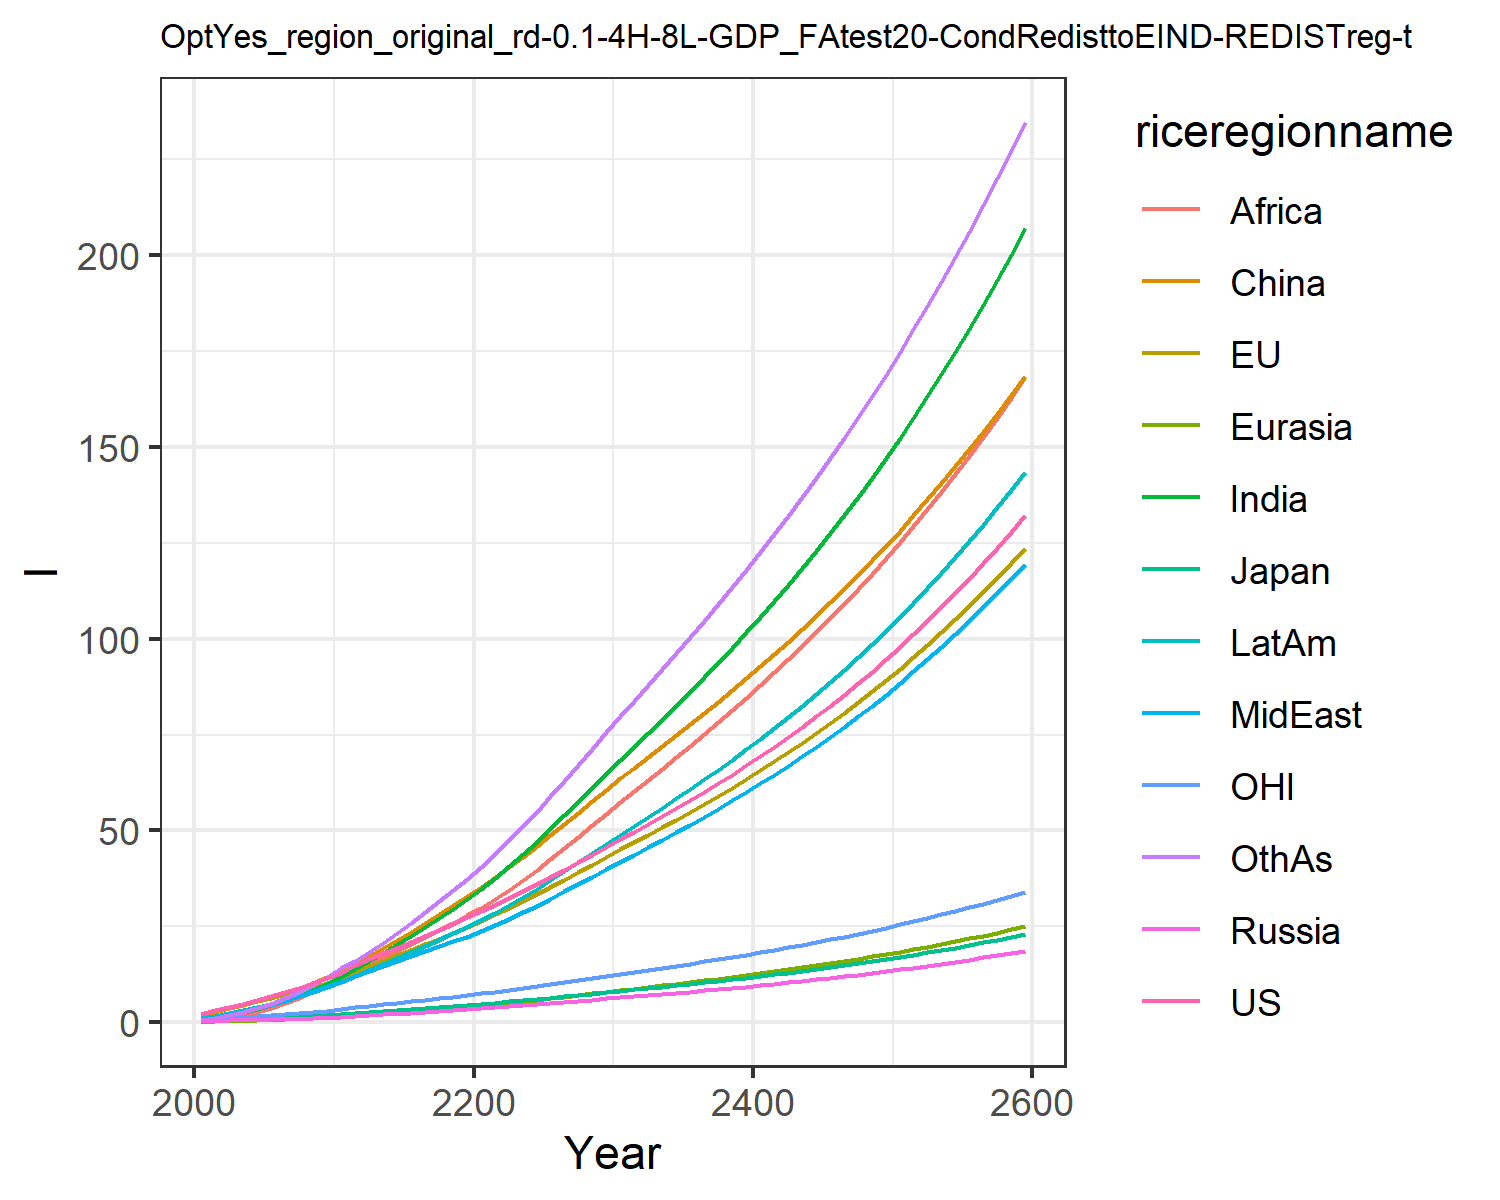 OptYes_region_original_rd-0.1-4H-8L-GDP_FAtest20-CondRedisttoEIND-REDISTreg-t
riceregionname
Africa
China
EU
Eurasia
India
Japan
LatAm
MidEast
OHI
OthAs
Russia
US
200
150
100
50
0
I
2000 2200 2400 2600
Year